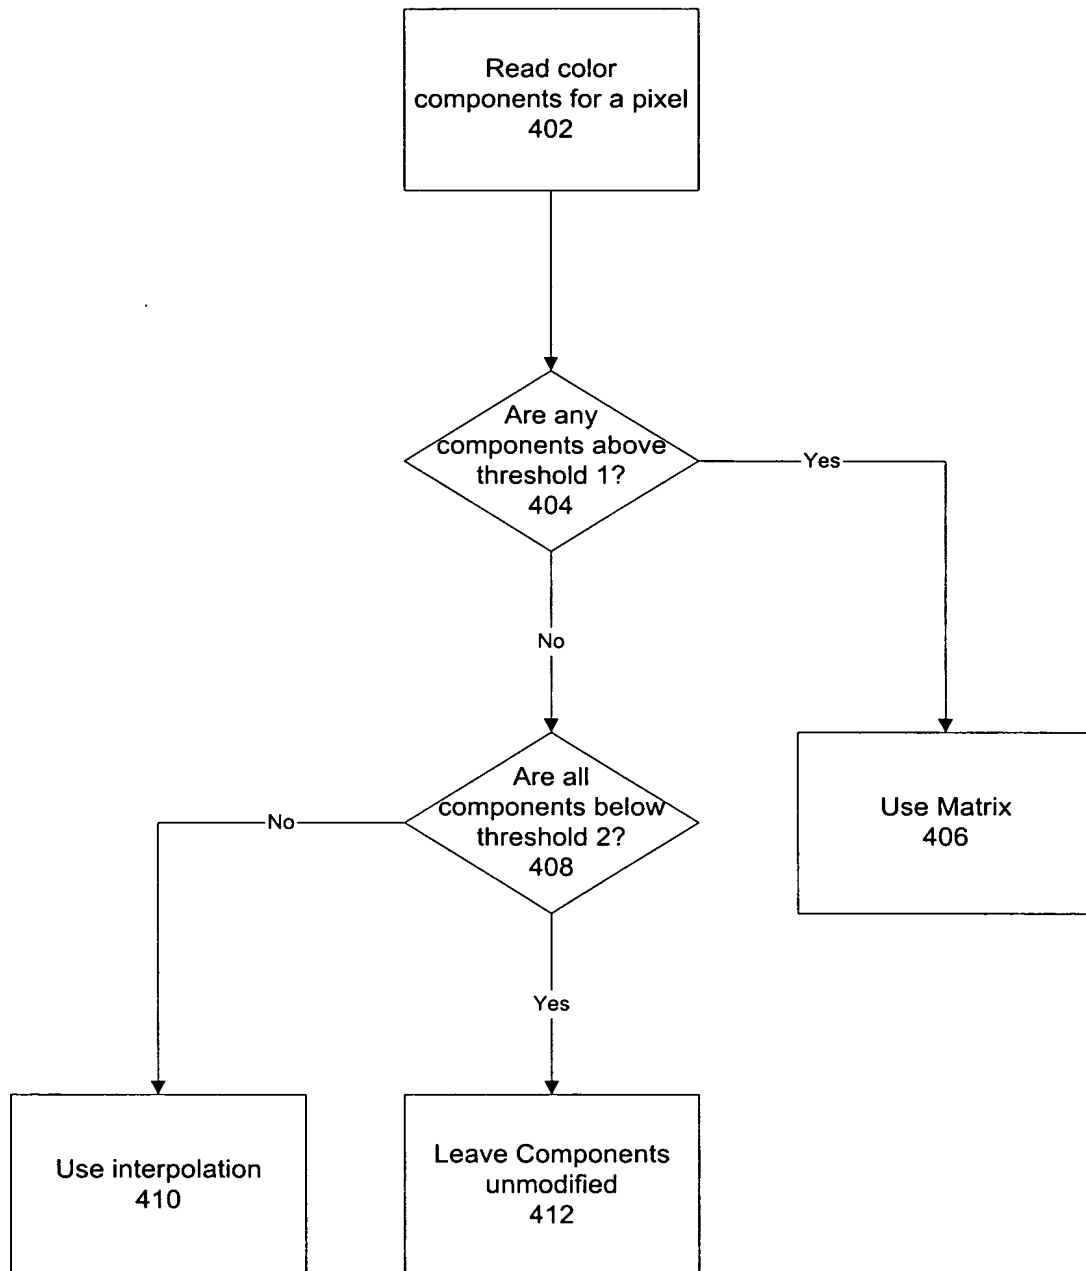 Read color
components for a pixel
402
Are any
components above
threshold 1?
404
Yes
No
Are all
components below
threshold 2?
408
No
Use Matrix
406
Yes
Use interpolation
410
Leave Components
unmodified
412